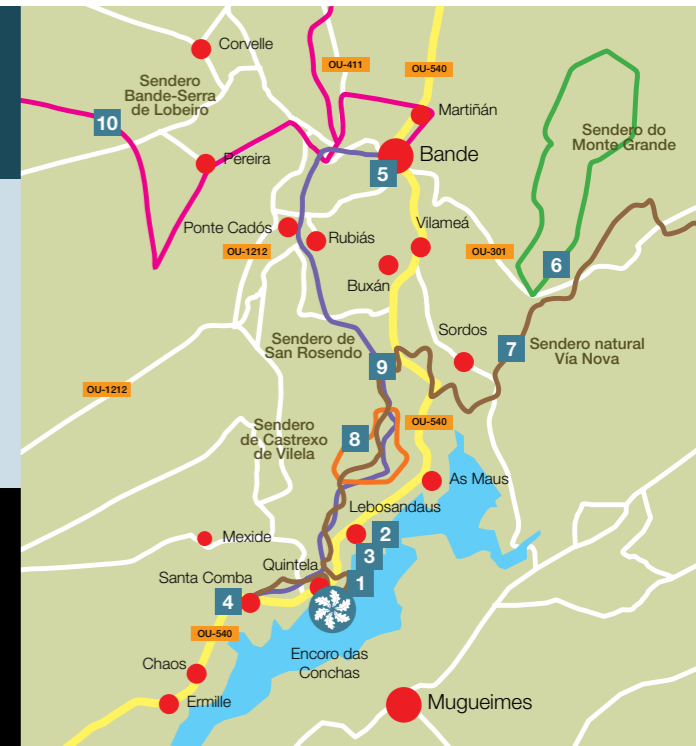 Corvelle
OU-411
OU-540
Sendero
Bande-Serra
de Lobeiro
10
Martiñán
Sendero do
Monte Grande
Bande
Pereira
5
Ponte Cadós
Rubiás
Vilameá
OU-1212
OU-301
6
Buxán
Sordos
Sendero de
San Rosendo
7
Sendero natural
Vía Nova
9
OU-1212
Sendero
de Castrexo
de Vilela
8
OU-540
As Maus
Lebosandaus
Mexide
2
3
Quintela
Santa Comba
1
4
OU-540
Encoro das
Conchas
Chaos
Ermille
Mugueimes